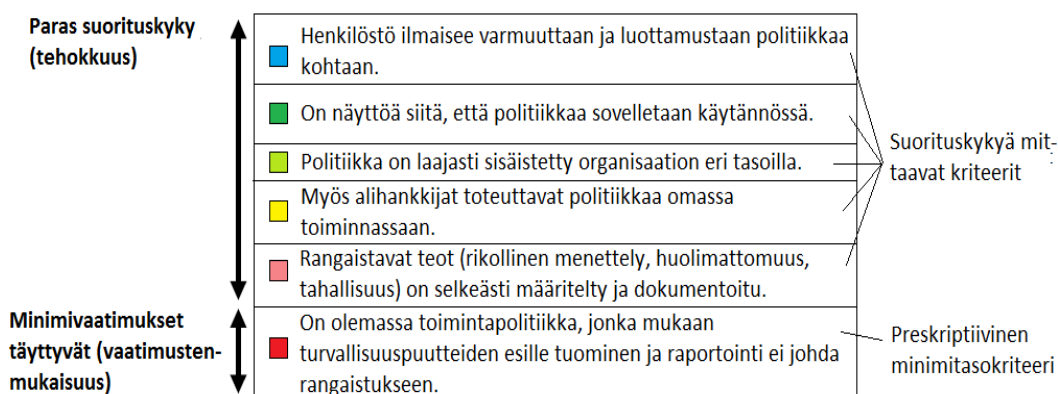 Paras suorituskyky
(tehokkuus)
Henkilöstö ilmaisee varmuuttaan ja luottamustaan politiikkaa
kohtaan.
On näyttöä siitä, että politiikkaa sovelletaan käytännössä.
Politiikka on laajasti sisäistetty organisaation eri tasoilla.
Myös alihankkijat toteuttavat politiikkaa omassa
toiminnassaan.
Rangaistavat teot (rikollinen menettely, huolimattomuus,
tahallisuus) on selkeästi määritelty ja dokumentoitu.
Suorituskykyä mit-
taavat kriteerit
Minimivaatimukset
täyttyvät (vaatimusten-
mukaisuus)
On olemassa toimintapolitiikka, jonka mukaan
turvallisuuspuutteiden esille tuominen ja raportointi ei johda
rangaistukseen.
Preskriptiivinen
minimitasokriteeri